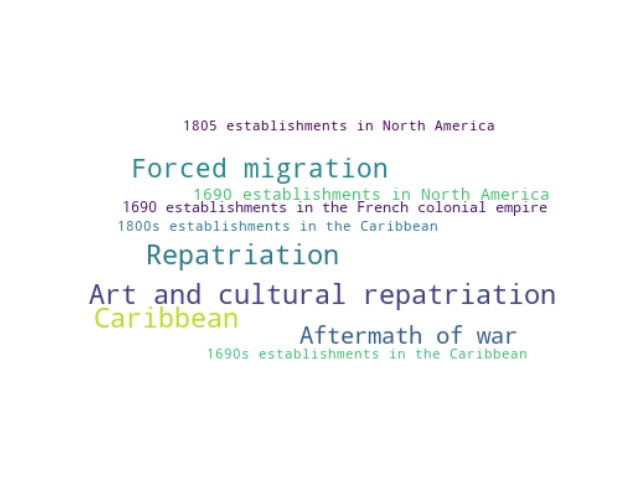 1805 establishments in North America
Forced migration
1690 establishments in North America
1690 establishments in the French colonial empire
1800s establishments in the Caribbean
Repatriation
Art and cultural repatriation
Caribbean
Aftermath of war
1690s establishments in the Caribbean